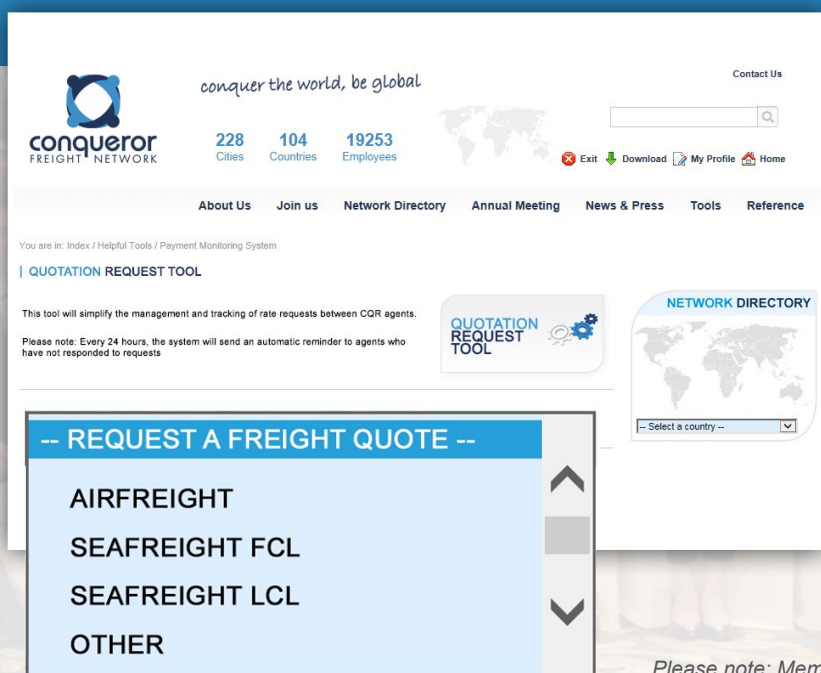 conquer the world, be global
Contact Us
conqueror
FREIGHT NETWORK
228
Cities
104
Countries
19253
Employees
Exit Download My Profile Home
About Us Join us Network Directory Annual Meeting News & Press Tools Reference
You are in: Index / Helpful Tools / Payment Monitoring System
| QUOTATION REQUEST TOOL
This tool will simplify the management and tracking of rate requests between CQR agents.
Please note: Every 24 hours, the system will send an automatic reminder to agents who
have not responded to requests
QUOTATION
REQUEST
TOOL
NETWORK DIRECTORY
-- Select a country --
-- REQUEST A FREIGHT QUOTE --
AIRFREIGHT
SEAFREIGHT FCL
SEAFREIGHT LCL
OTHER
Please note: Mem